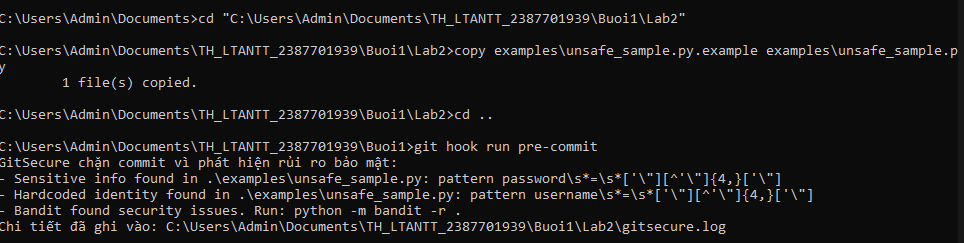 C:\Users\Admin>cd "C:\Users\Admin\Documents\TH_LTANTT_2387701939\Buoi1\Lab2"
C:\Users\Admin\Documents\TH_LTANTT_2387701939\Buoi1\Lab2>copy examples\unsafe_sample.py.example examples\unsafe_sample.p
y
        1 file(s) copied.
C:\Users\Admin\Documents\TH_LTANTT_2387701939\Buoi1\Lab2>cd ..
C:\Users\Admin\Documents\TH_LTANTT_2387701939\Buoi1>git hook run pre-commit
GitSecure chặn commit vì phát hiện rủi ro bảo mật:
- Sensitive info found in .\examples\unsafe_sample.py: pattern password\s*=\s*['\"][^'\"]{4,}['\"]
- Hardcoded identity found in .\examples\unsafe_sample.py: pattern username\s*=\s*['\"][^'\"]{4,}['\"]
- Bandit found security issues. Run: python -m bandit -r .
Chi tiết đã ghi vào: C:\Users\Admin\Documents\TH_LTANTT_2387701939\Buoi1\Lab2\gitsecure.log